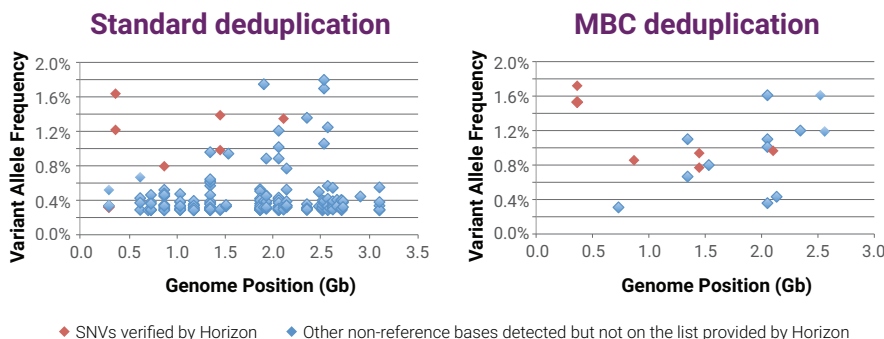 Standard deduplication
MBC deduplication
Variant Allele Frequency
2.0%
1.6%
1.2%
0.8%
0.4%
0.0%
0.0 0.5 1.0 1.5 2.0 2.5 3.0 3.5
Genome Position (Gb)
Variant Allele Frequency
2.0%
1.6%
1.2%
0.8%
0.4%
0.0%
0.0 0.5 1.0 1.5 2.0 2.5 3.0
Genome Position (Gb)
SNVs verified by Horizon
Other non-reference bases detected but not on the list provided by Horizon